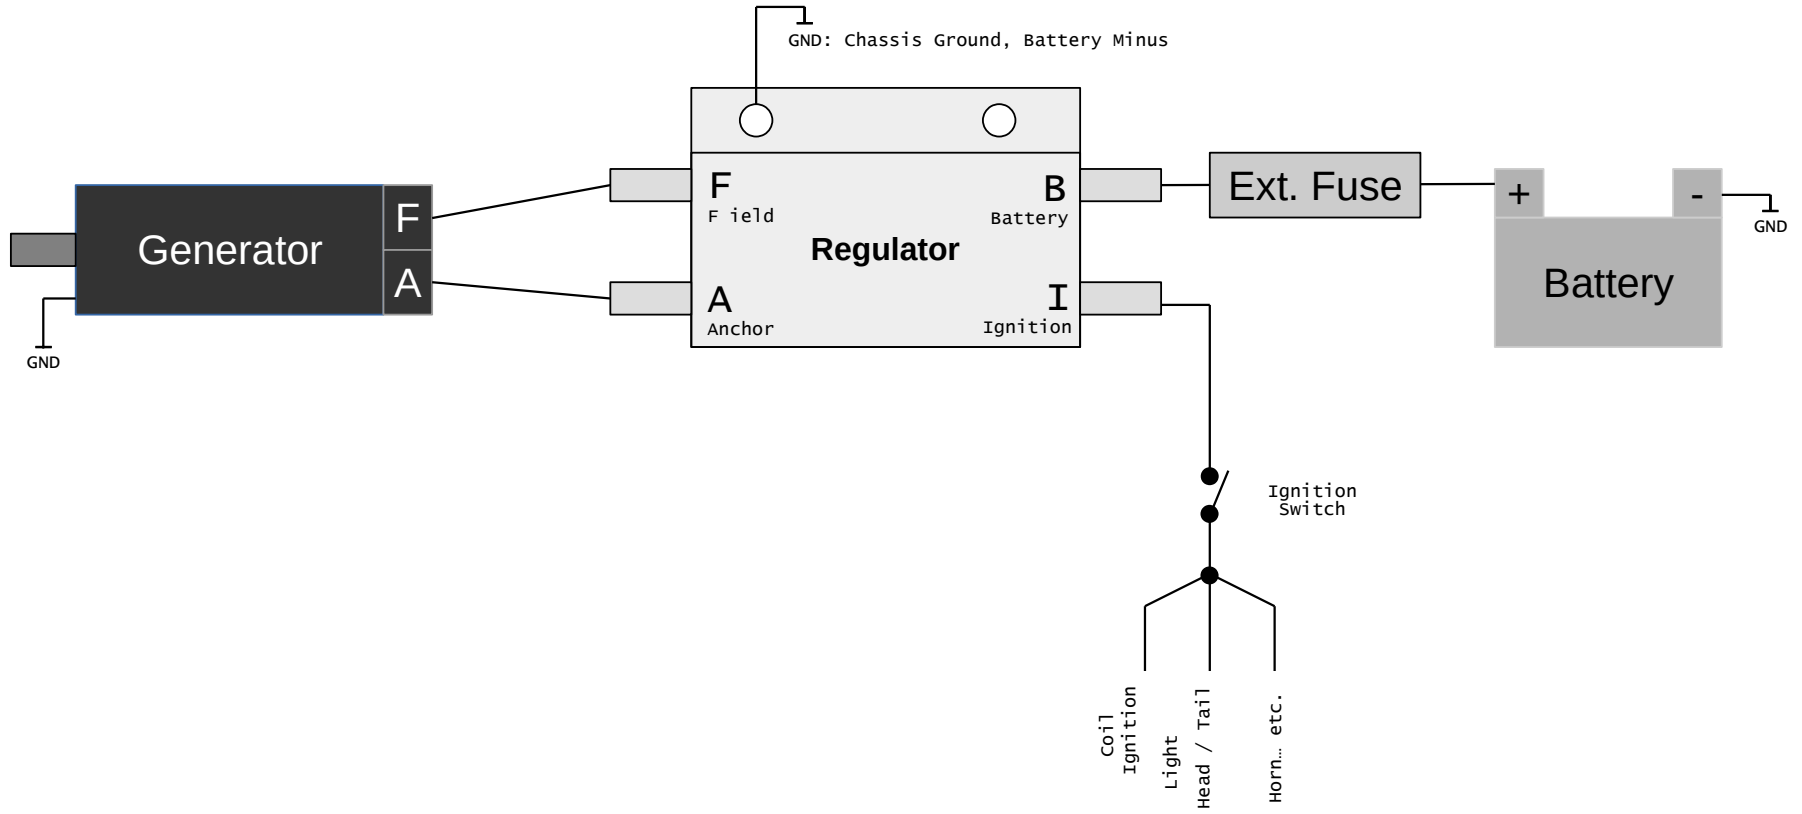 GND: Chassis Ground, Battery Minus
Generator
F
A
GND
F
F ield
A
Anchor
Regulator
B
Battery
I
Ignition
Ext. Fuse
+
-
Battery
GND
Ignition
Switch
Coil
Ignition
Light
Head / Tail
Horn… etc.